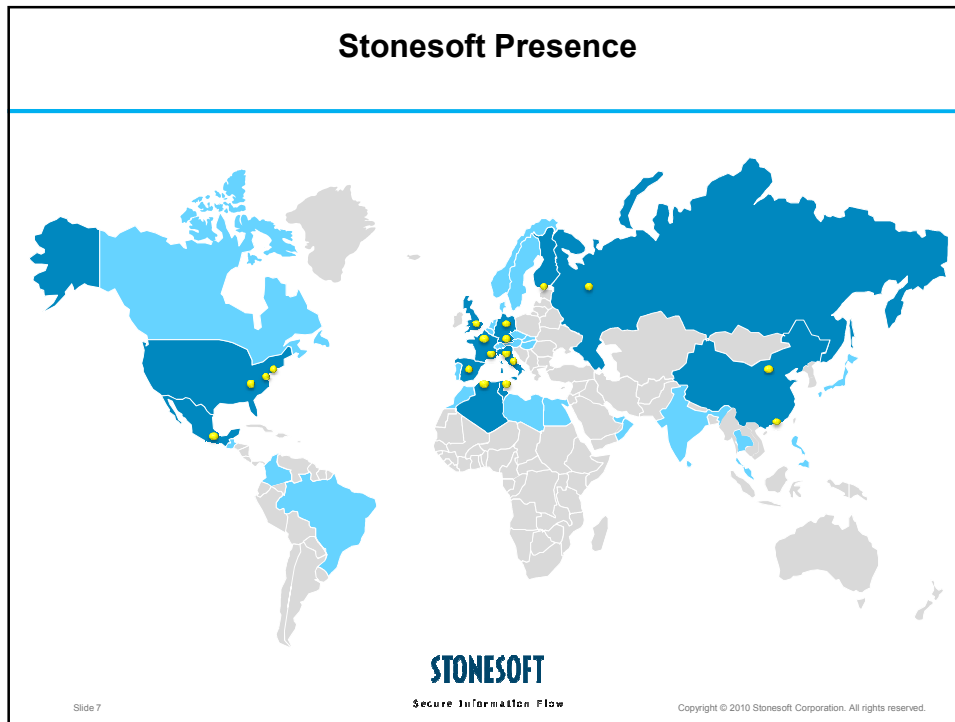 Stonesoft Presence
STONESOFT
Secure Information Flow
Slide 7
Copyright © 2010 Stonesoft Corporation. All rights reserved.